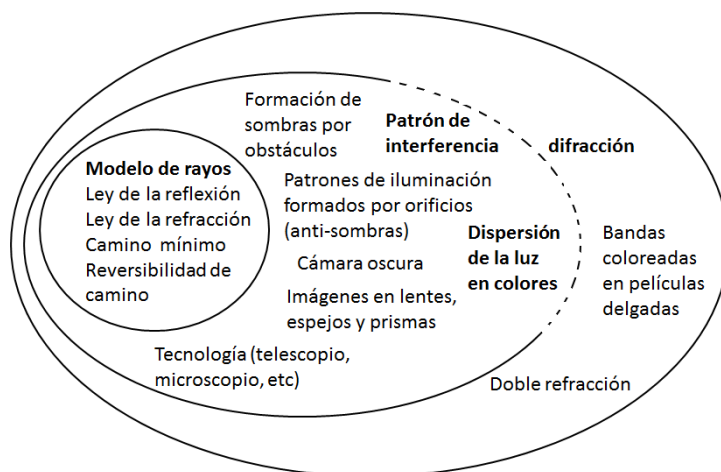 Formación de
sombras por
obstáculos
Patrón de
interferencia
difracción
Modelo de rayos
Ley de la reflexión
Ley de la refracción
Camino mínimo
Reversibilidad de
camino
Patrones de iluminación
formados por orificios
(anti-sombras)
Cámara oscura
Imágenes en lentes,
espejos y prismas
Dispersión
de la luz
en colores
Bandas
coloreadas
en películas
delgadas
Tecnología (telescopio,
microscopio, etc)
Doble refracción